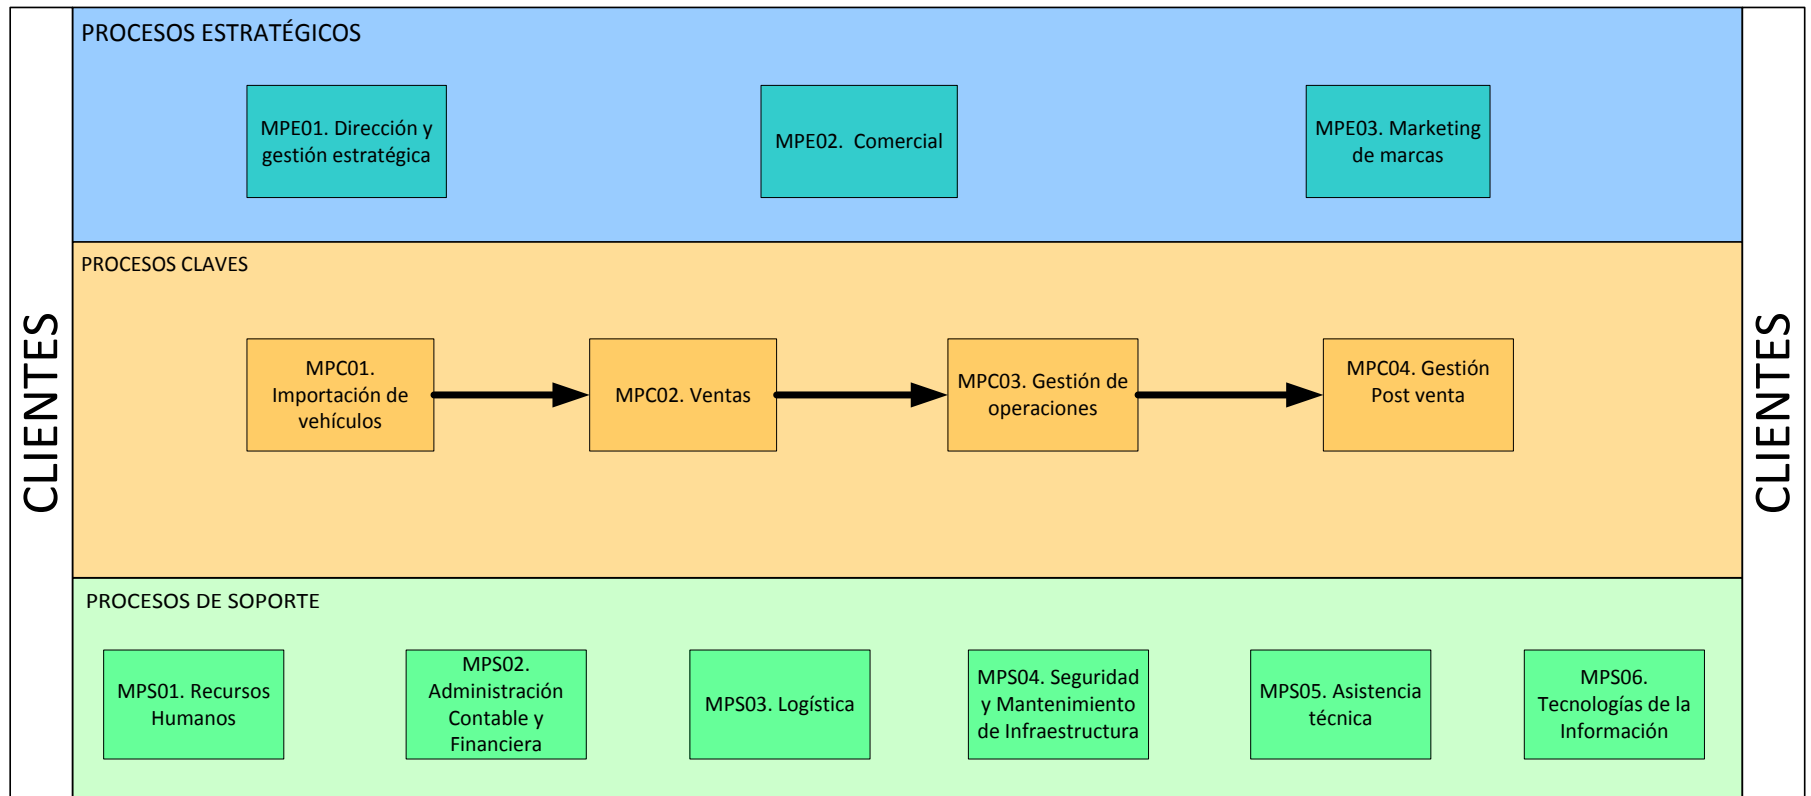 PROCESOS ESTRATÉGICOS
MPE01. Dirección y
gestión estratégica
MPE02.  Comercial
MPE03. Marketing
de marcas
CLIENTES
PROCESOS CLAVES
MPC01.
Importación de
vehículos
MPC02. Ventas
MPC03. Gestión de
operaciones
MPC04. Gestión
Post venta
CLIENTES
PROCESOS DE SOPORTE
MPS01. Recursos
Humanos
MPS02.
Administración
Contable y
Financiera
MPS03. Logística
MPS04. Seguridad
y Mantenimiento
de Infraestructura
MPS05. Asistencia
técnica
MPS06.
Tecnologías de la
Información